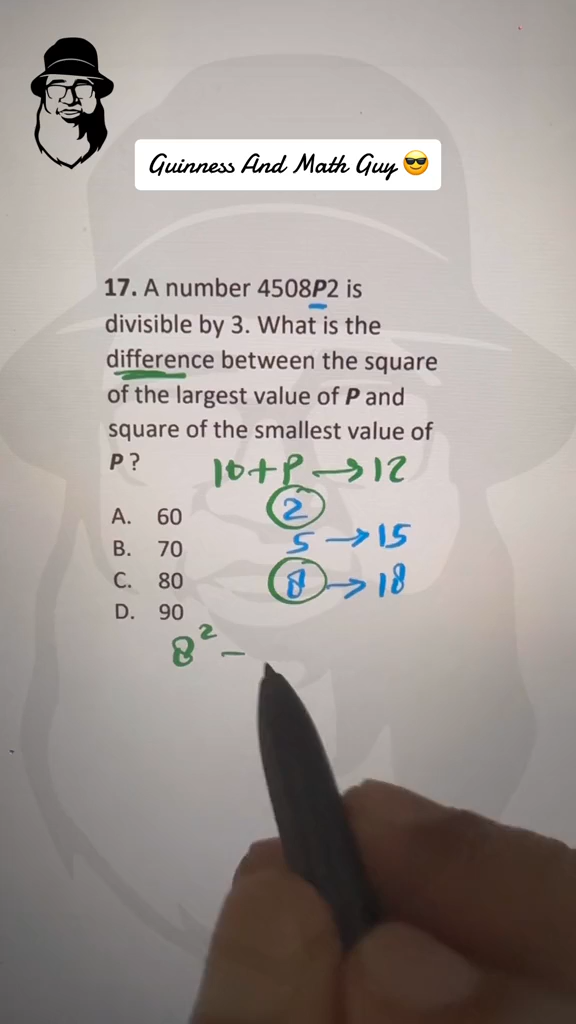 Guinness And Math Guy 😎
17. A number 4508P2 is
divisible by 3. What is the
difference between the square
of the largest value of P and
square of the smallest value of
P ?
10+P → 12
2
5 → 15
8 → 18
A. 60
B. 70
C. 80
D. 90
8² –